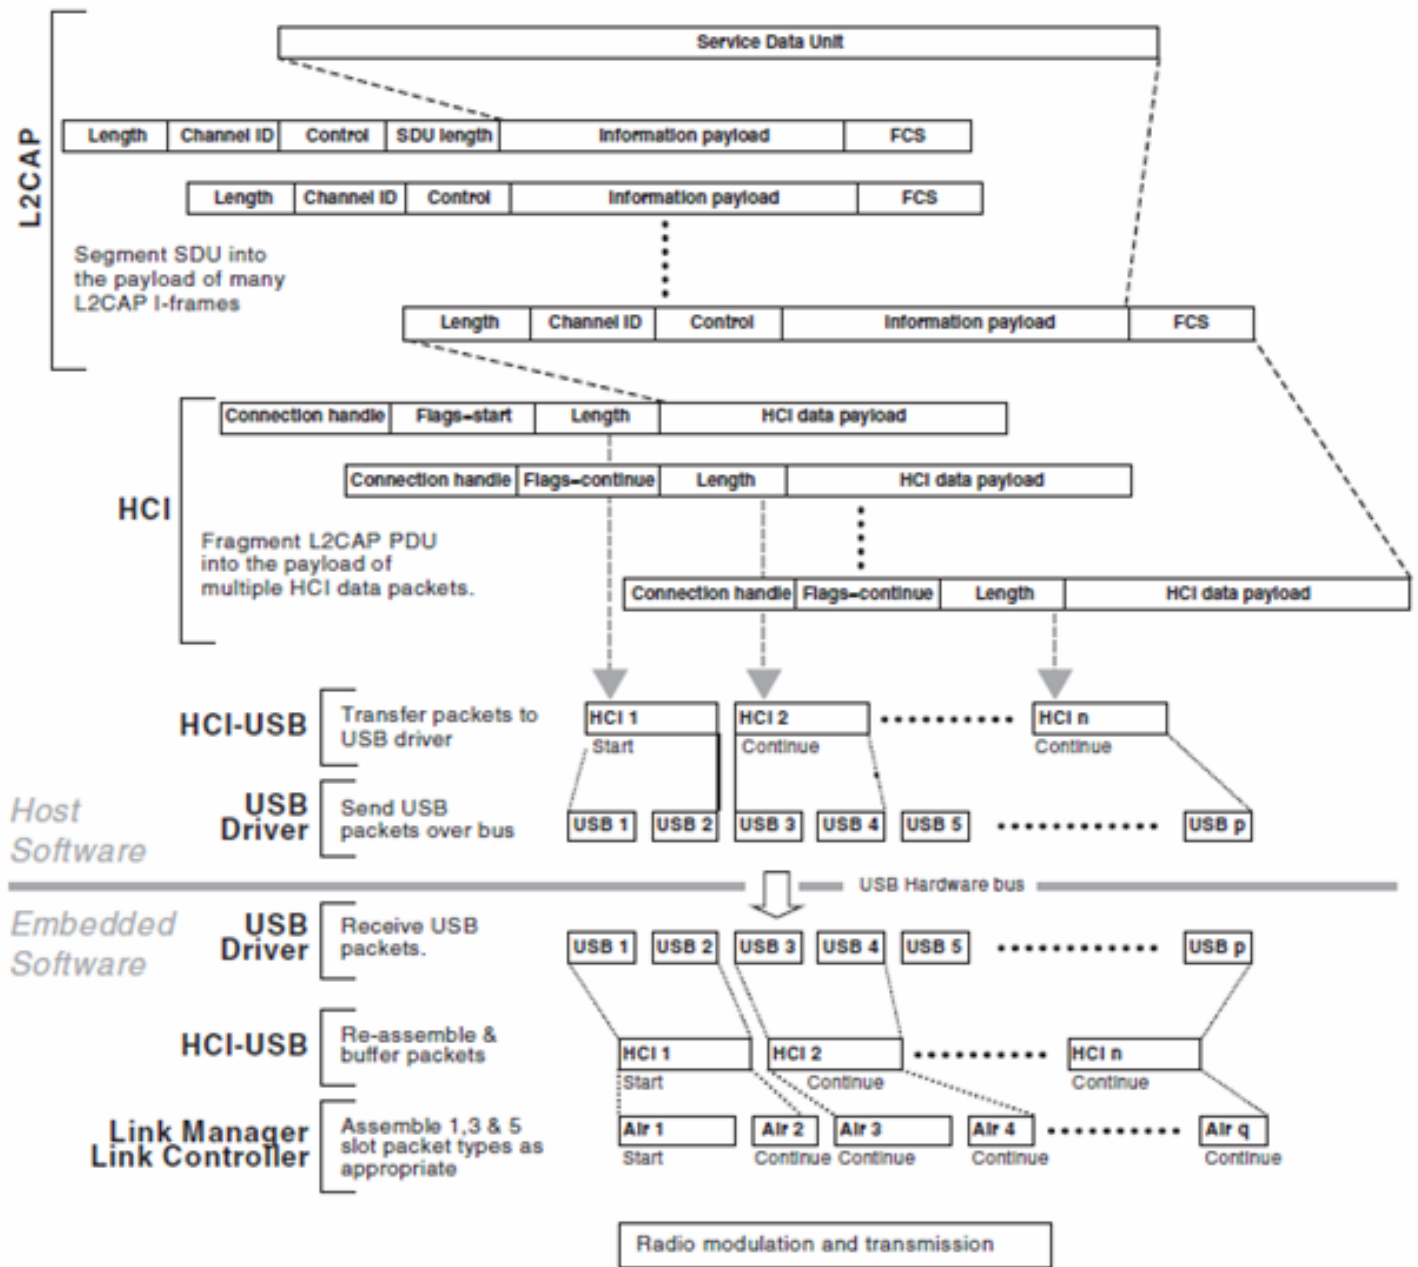 Service Data Unit
L2CAP
Length Channel ID Control SDU length Information payload FCS
Length Channel ID Control Information payload FCS
Segment SDU into
the payload of many
L2CAP I-frames
Length Channel ID Control Information payload FCS
Connection handle Flags-start Length HCI data payload
Connection handle Flags-continue Length HCI data payload
HCI
Fragment L2CAP PDU
into the payload of
multiple HCI data packets.
Connection handle Flags-continue Length HCI data payload
HCI-USB
Transfer packets to
USB driver
HCI 1 HCI 2 HCI n
Start Continue Continue
Host
Software
USB
Driver
Send USB
packets over bus
USB 1 USB 2 USB 3 USB 4 USB 5 USB p
USB Hardware bus
Embedded
Software
USB
Driver
Receive USB
packets.
USB 1 USB 2 USB 3 USB 4 USB 5 USB p
HCI-USB
Re-assemble &
buffer packets
HCI 1 HCI 2 HCI n
Start Continue Continue
Link Manager
Link Controller
Assemble 1,3 & 5
slot packet types as
appropriate
Air 1 Air 2 Air 3 Air 4 Air q
Start Continue Continue Continue Continue
Radio modulation and transmission